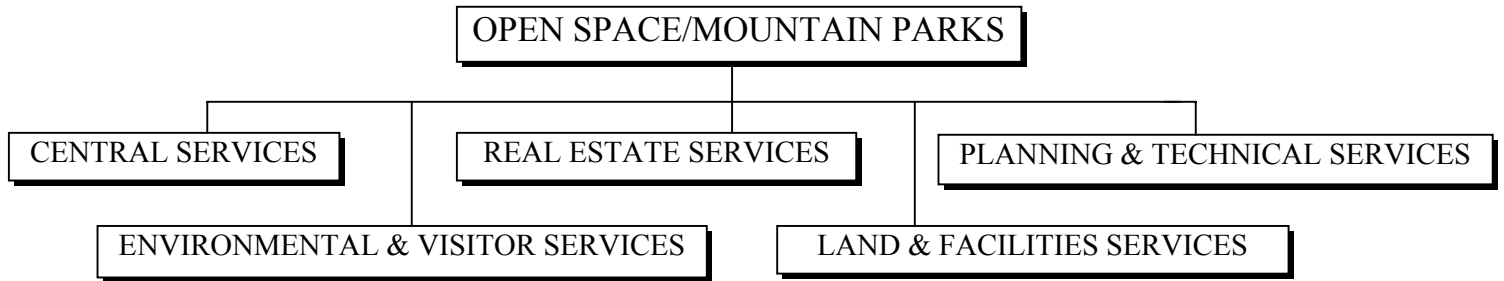 OPEN SPACE/MOUNTAIN PARKS
CENTRAL SERVICES
REAL ESTATE SERVICES
PLANNING & TECHNICAL SERVICES
ENVIRONMENTAL & VISITOR SERVICES
LAND & FACILITIES SERVICES